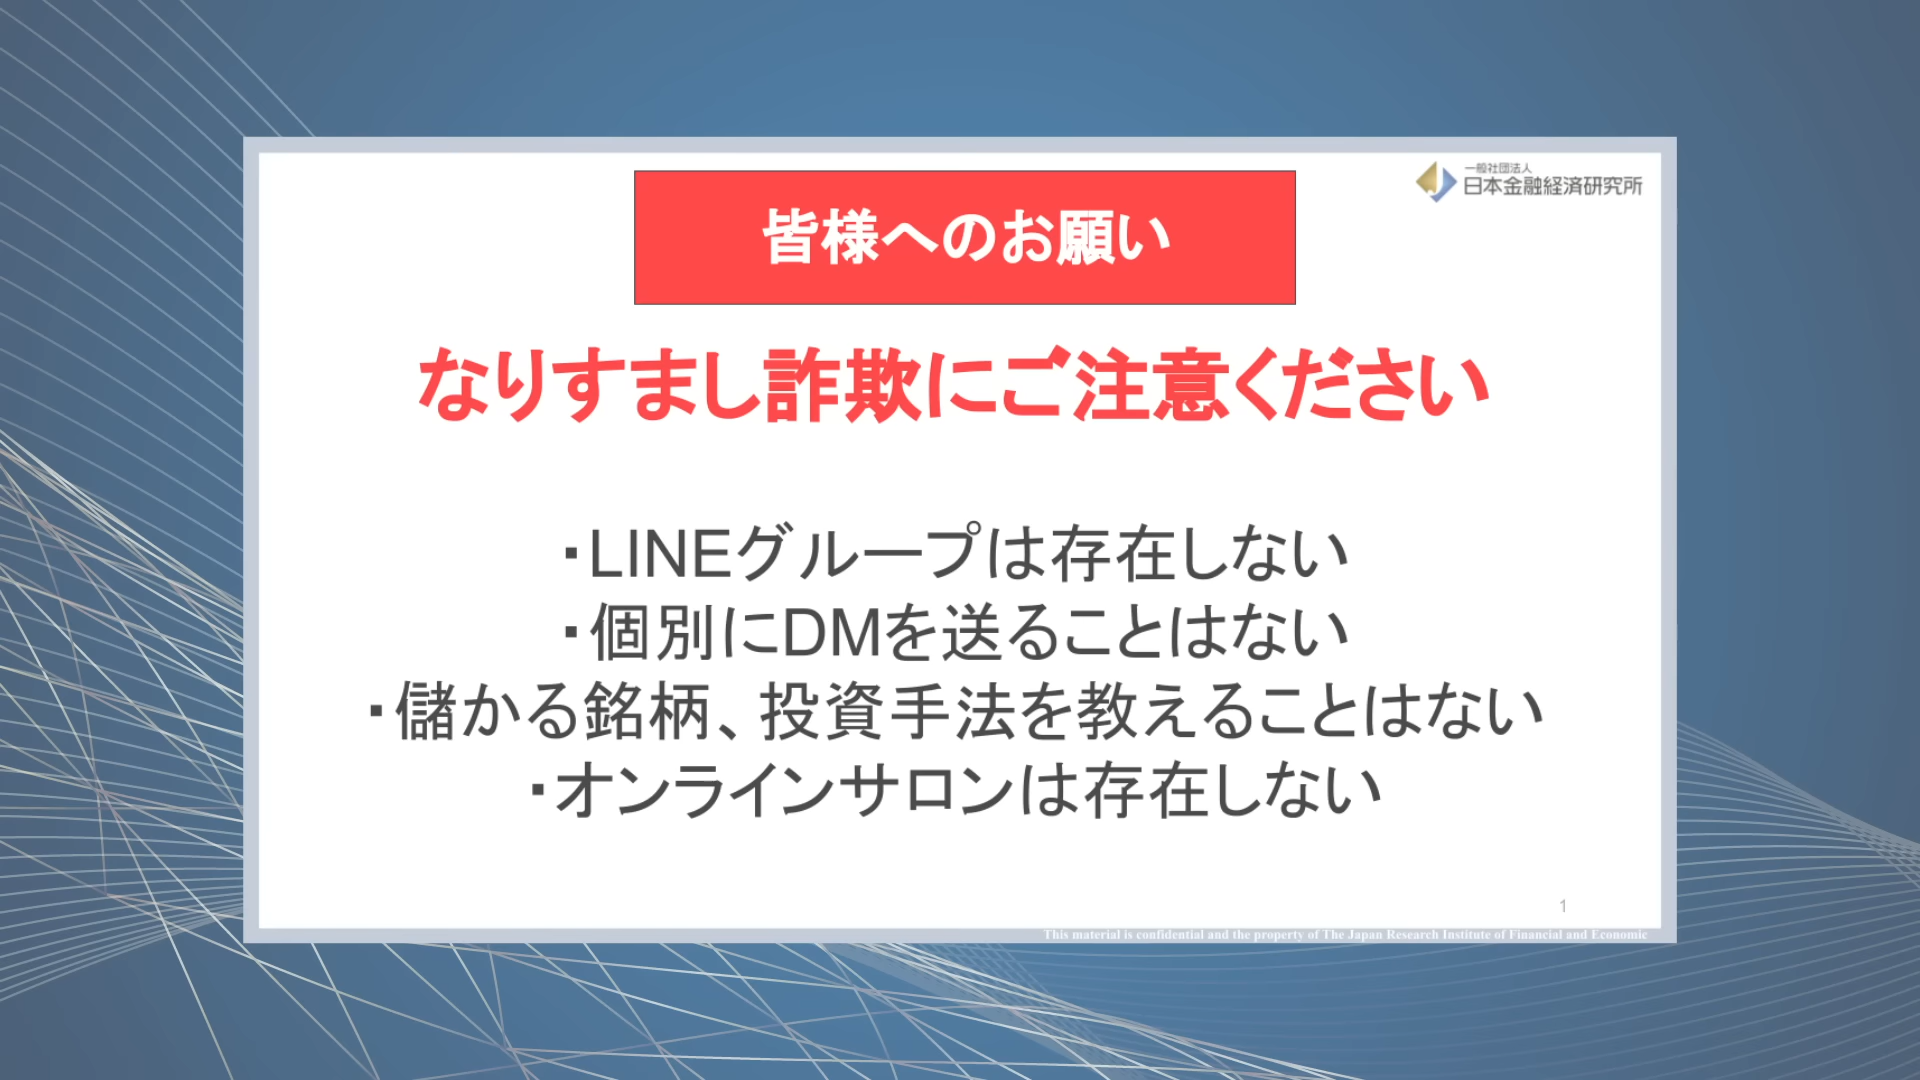 一般社団法人
日本金融経済研究所
皆様へのお願い
なりすまし詐欺にご注意ください
・LINEグループは存在しない
・個別にDMを送ることはない
・儲かる銘柄、投資手法を教えることはない
・オンラインサロンは存在しない
1
This material is confidential and the property of The Japan Research Institute of Financial and Economic